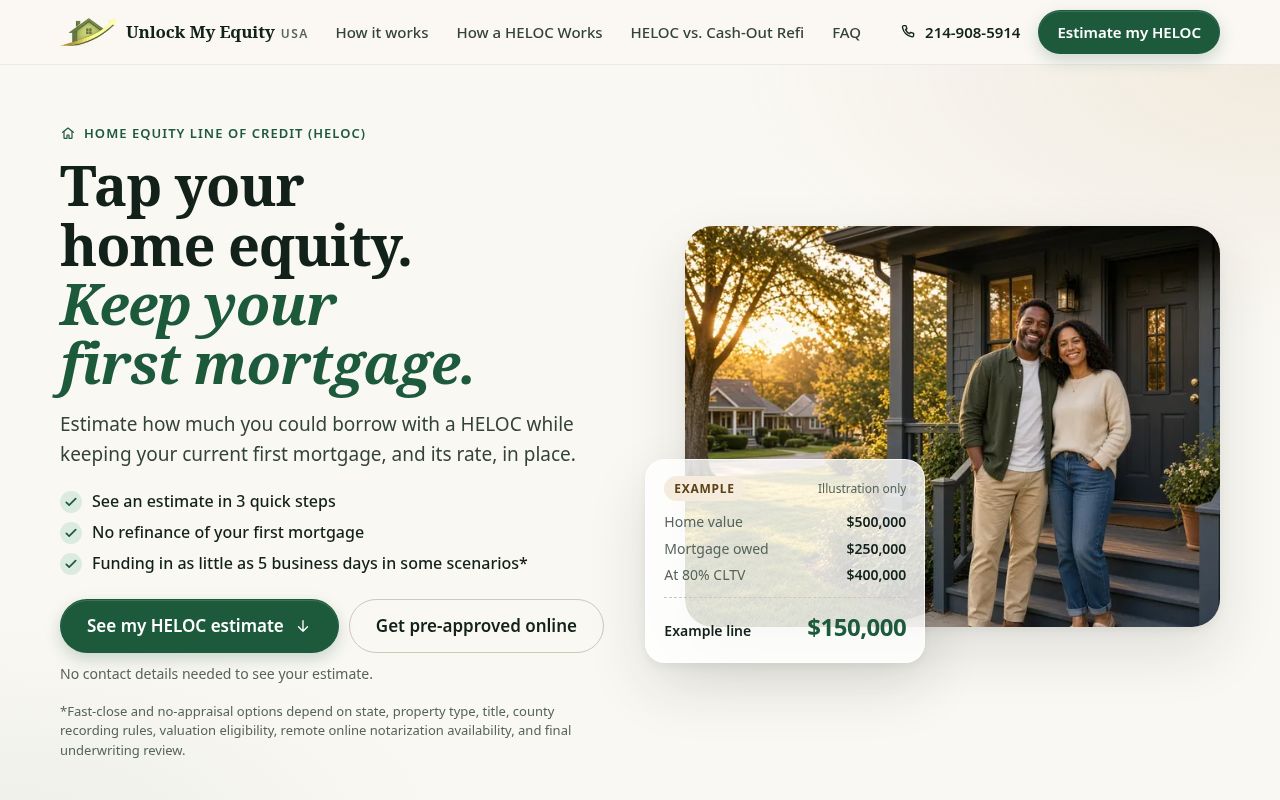 Unlock My Equity USA
How it works
How a HELOC Works
HELOC vs. Cash-Out Refi
FAQ
214-908-5914
Estimate my HELOC
HOME EQUITY LINE OF CREDIT (HELOC)
Tap your
home equity.
Keep your
first mortgage.
Estimate how much you could borrow with a HELOC while
keeping your current first mortgage, and its rate, in place.
See an estimate in 3 quick steps
No refinance of your first mortgage
Funding in as little as 5 business days in some scenarios*
See my HELOC estimate ↓
Get pre-approved online
No contact details needed to see your estimate.
*Fast-close and no-appraisal options depend on state, property type, title, county
recording rules, valuation eligibility, remote online notarization availability, and final
underwriting review.
EXAMPLE Illustration only
Home value $500,000
Mortgage owed $250,000
At 80% CLTV $400,000
Example line $150,000